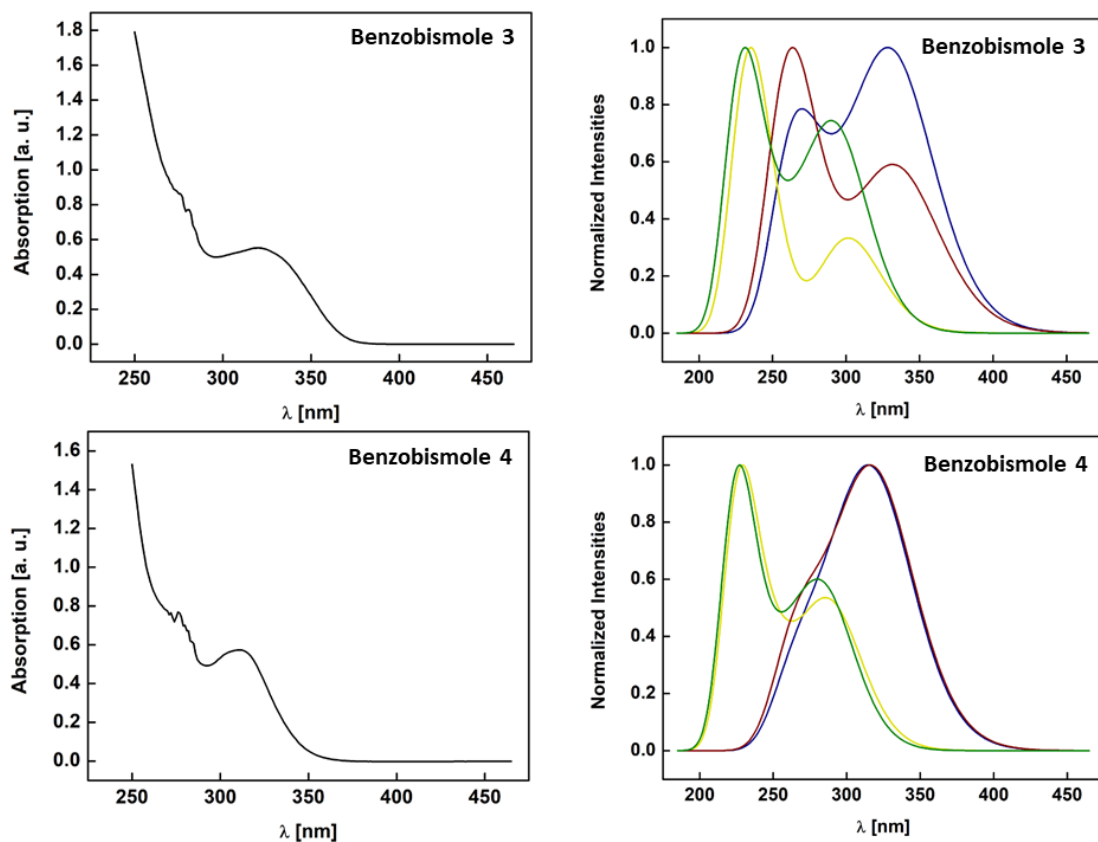 Benzobismole 3
Absorption [a. u.]
1.8
1.6
1.4
1.2
1.0
0.8
0.6
0.4
0.2
0.0
250 300 350 400 450
λ [nm]
Benzobismole 3
Normalized Intensities
1.0
0.8
0.6
0.4
0.2
0.0
200 250 300 350 400 450
λ [nm]
Benzobismole 4
Absorption [a. u.]
1.6
1.4
1.2
1.0
0.8
0.6
0.4
0.2
0.0
250 300 350 400 450
λ [nm]
Benzobismole 4
Normalized Intensities
1.0
0.8
0.6
0.4
0.2
0.0
200 250 300 350 400 450
λ [nm]